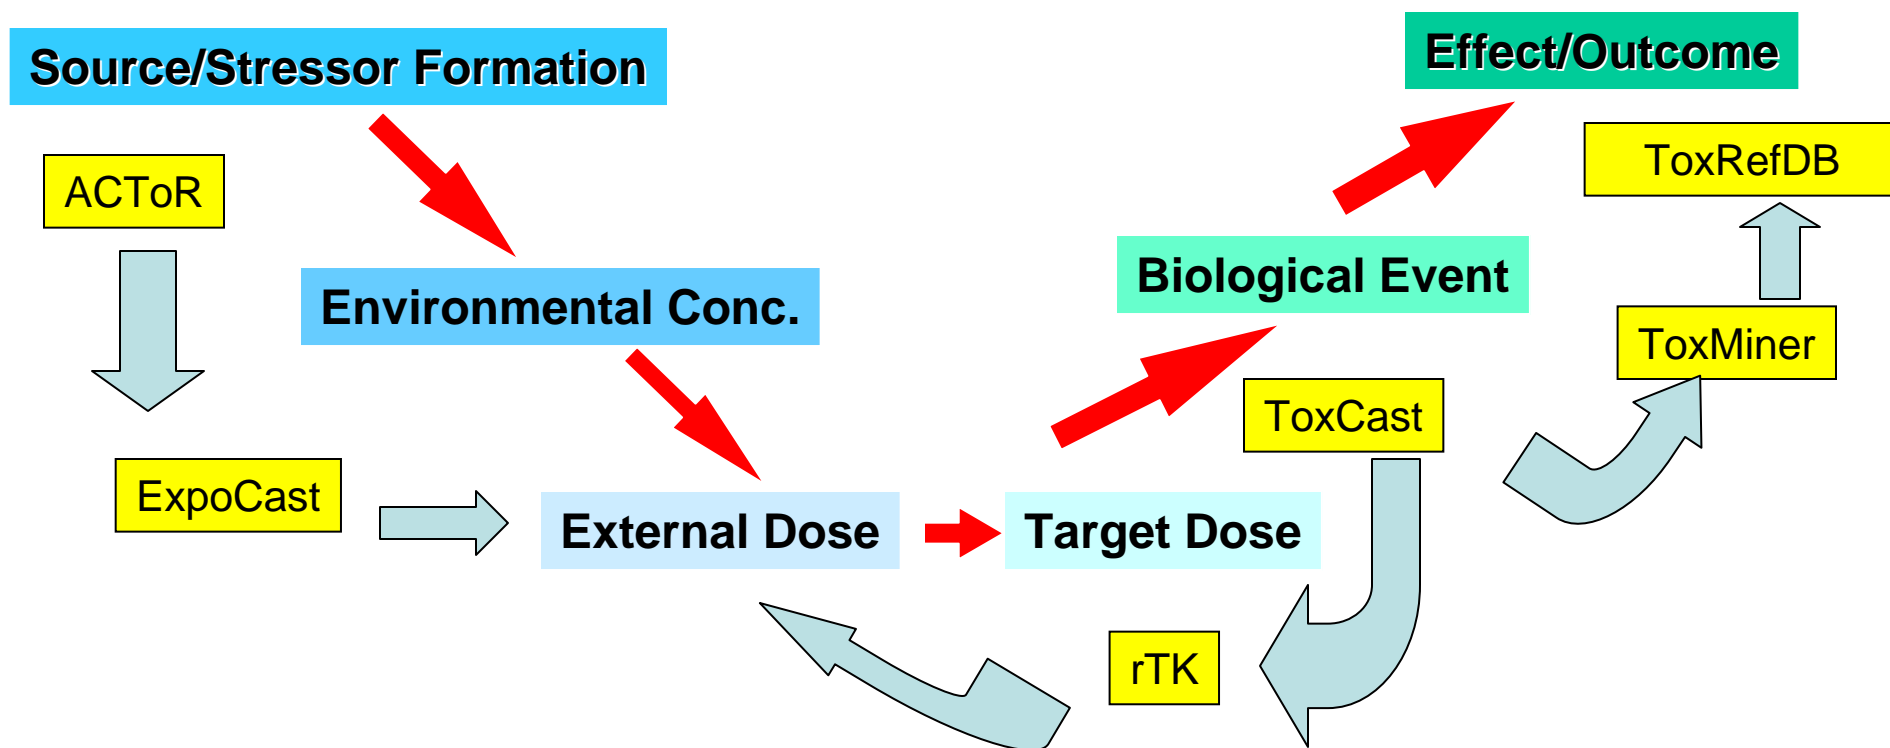 Source/Stressor Formation
Effect/Outcome
ACToR
ToxRefDB
Environmental Conc.
Biological Event
ToxMiner
ToxCast
ExpoCast
External Dose
Target Dose
rTK